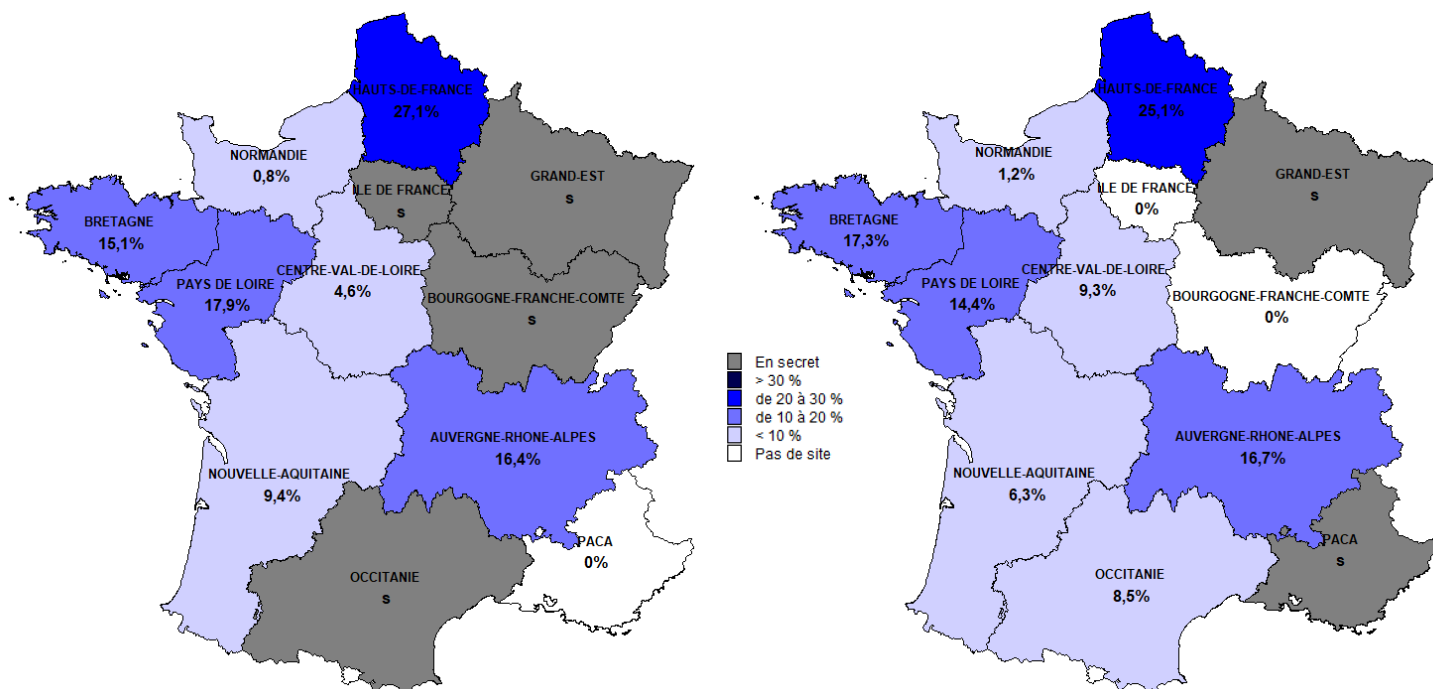 HAUTS-DE-FRANCE
27,1%
NORMANDIE
0,8%
ILE DE FRANCE
s
GRAND-EST
s
BRETAGNE
15,1%
PAYS DE LOIRE
17,9%
CENTRE-VAL-DE-LOIRE
4,6%
BOURGOGNE-FRANCHE-COMTE
s
AUVERGNE-RHONE-ALPES
16,4%
NOUVELLE-AQUITAINE
9,4%
PACA
0%
OCCITANIE
s
En secret
> 30 %
de 20 à 30 %
de 10 à 20 %
< 10 %
Pas de site
HAUTS-DE-FRANCE
25,1%
NORMANDIE
1,2%
ILE DE FRANCE
0%
GRAND-EST
s
BRETAGNE
17,3%
PAYS DE LOIRE
14,4%
CENTRE-VAL-DE-LOIRE
9,3%
BOURGOGNE-FRANCHE-COMTE
0%
AUVERGNE-RHONE-ALPES
16,7%
NOUVELLE-AQUITAINE
6,3%
PACA
s
OCCITANIE
8,5%